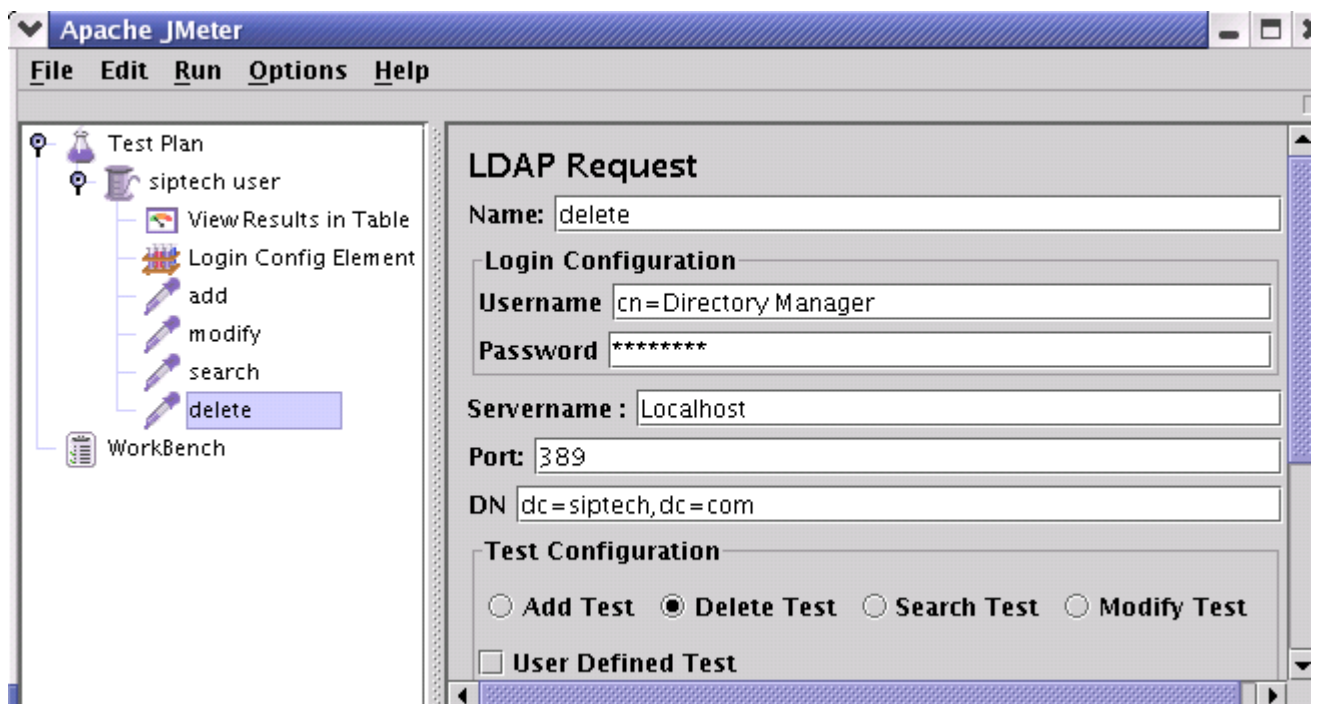 Apache JMeter
File Edit Run Options Help
Test Plan
siptech user
View Results in Table
Login Config Element
add
modify
search
delete
WorkBench
LDAP Request
Name: delete
Login Configuration
Username cn=Directory Manager
Password ********
Servername : Localhost
Port: 389
DN dc=siptech,dc=com
Test Configuration
Add Test Delete Test Search Test Modify Test
User Defined Test